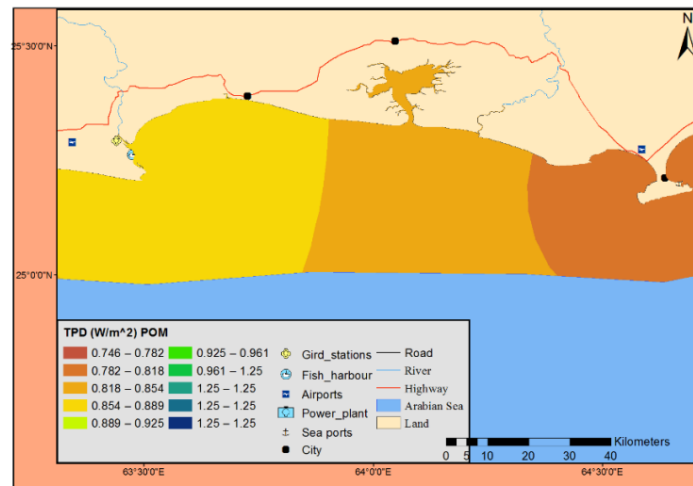 25°30'0"N
N
25°0'0"N
TPD (W/m^2) POM
0.746 – 0.782
0.782 – 0.818
0.818 – 0.854
0.854 – 0.889
0.889 – 0.925
0.925 – 0.961
0.961 – 1.25
1.25 – 1.25
1.25 – 1.25
1.25 – 1.25
Gird_stations
Fish_harbour
Airports
Power_plant
Sea ports
City
Road
River
Highway
Arabian Sea
Land
Kilometers
0 5 10 20 30 40
63°30'0"E
64°0'0"E
64°30'0"E